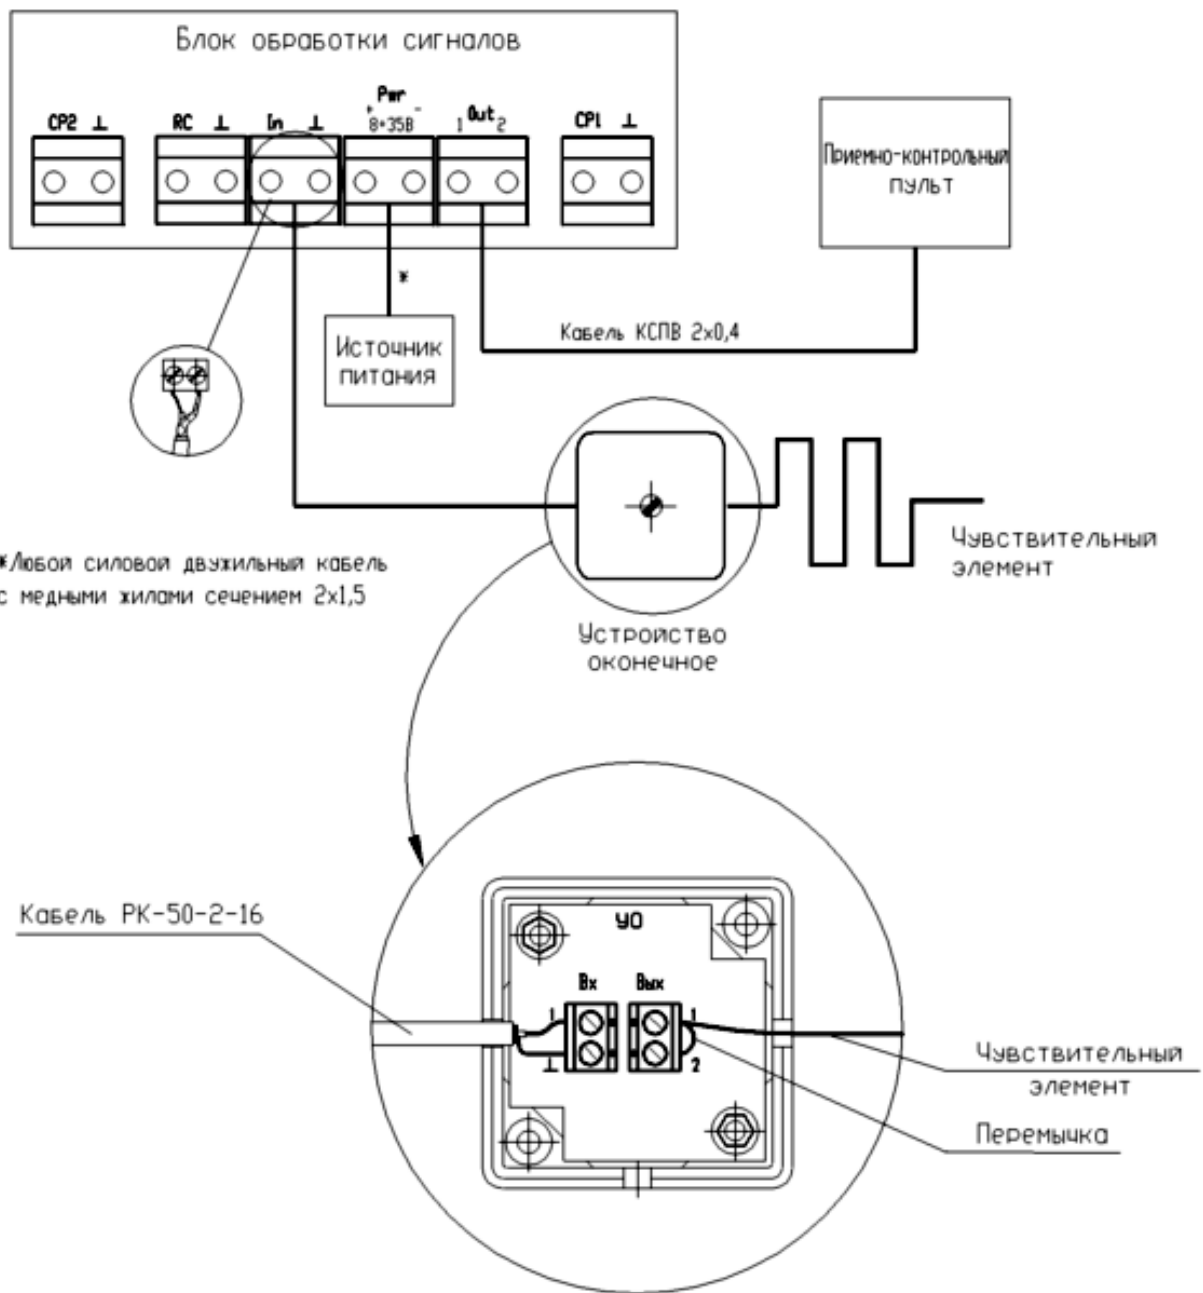 Блок обработки сигналов
CP2 ⊥ RC ⊥ In ⊥ Pwr Out CP1 ⊥
+ 8÷35В - 1 2
Приемно-контрольный
пульт
*
Источник
питания
Кабель КСПВ 2х0,4
*Любой силовой двужильный кабель
с медными жилами сечением 2х1,5
Чувствительный
элемент
Устройство
оконечное
Кабель РК-50-2-16
УО
Вх Вых
1 1
⊥ 2
Чувствительный
элемент
Перемычка